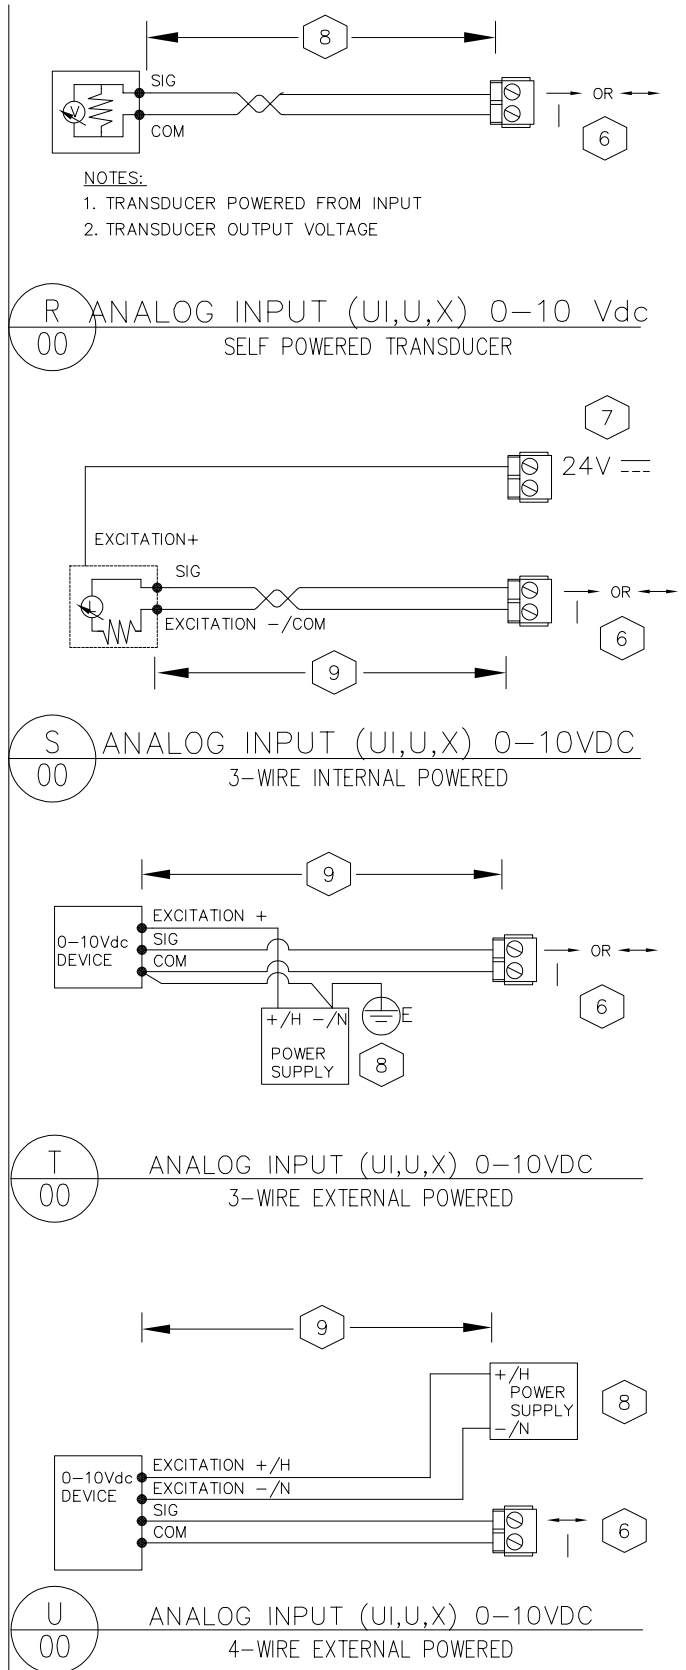 8
SIG
V
COM
OR
6
NOTES:
1. TRANSDUCER POWERED FROM INPUT
2. TRANSDUCER OUTPUT VOLTAGE
R
00
ANALOG INPUT (UI,U,X) 0–10 Vdc
SELF POWERED TRANSDUCER
7
24V
EXCITATION+
SIG
EXCITATION –/COM
OR
6
9
S
00
ANALOG INPUT (UI,U,X) 0–10VDC
3–WIRE INTERNAL POWERED
9
EXCITATION +
0–10Vdc
DEVICE
SIG
COM
OR
6
+/H –/N
E
POWER
SUPPLY
8
T
00
ANALOG INPUT (UI,U,X) 0–10VDC
3–WIRE EXTERNAL POWERED
9
+/H
POWER
SUPPLY
–/N
8
0–10Vdc
DEVICE
EXCITATION +/H
EXCITATION –/N
SIG
COM
6
U
00
ANALOG INPUT (UI,U,X) 0–10VDC
4–WIRE EXTERNAL POWERED